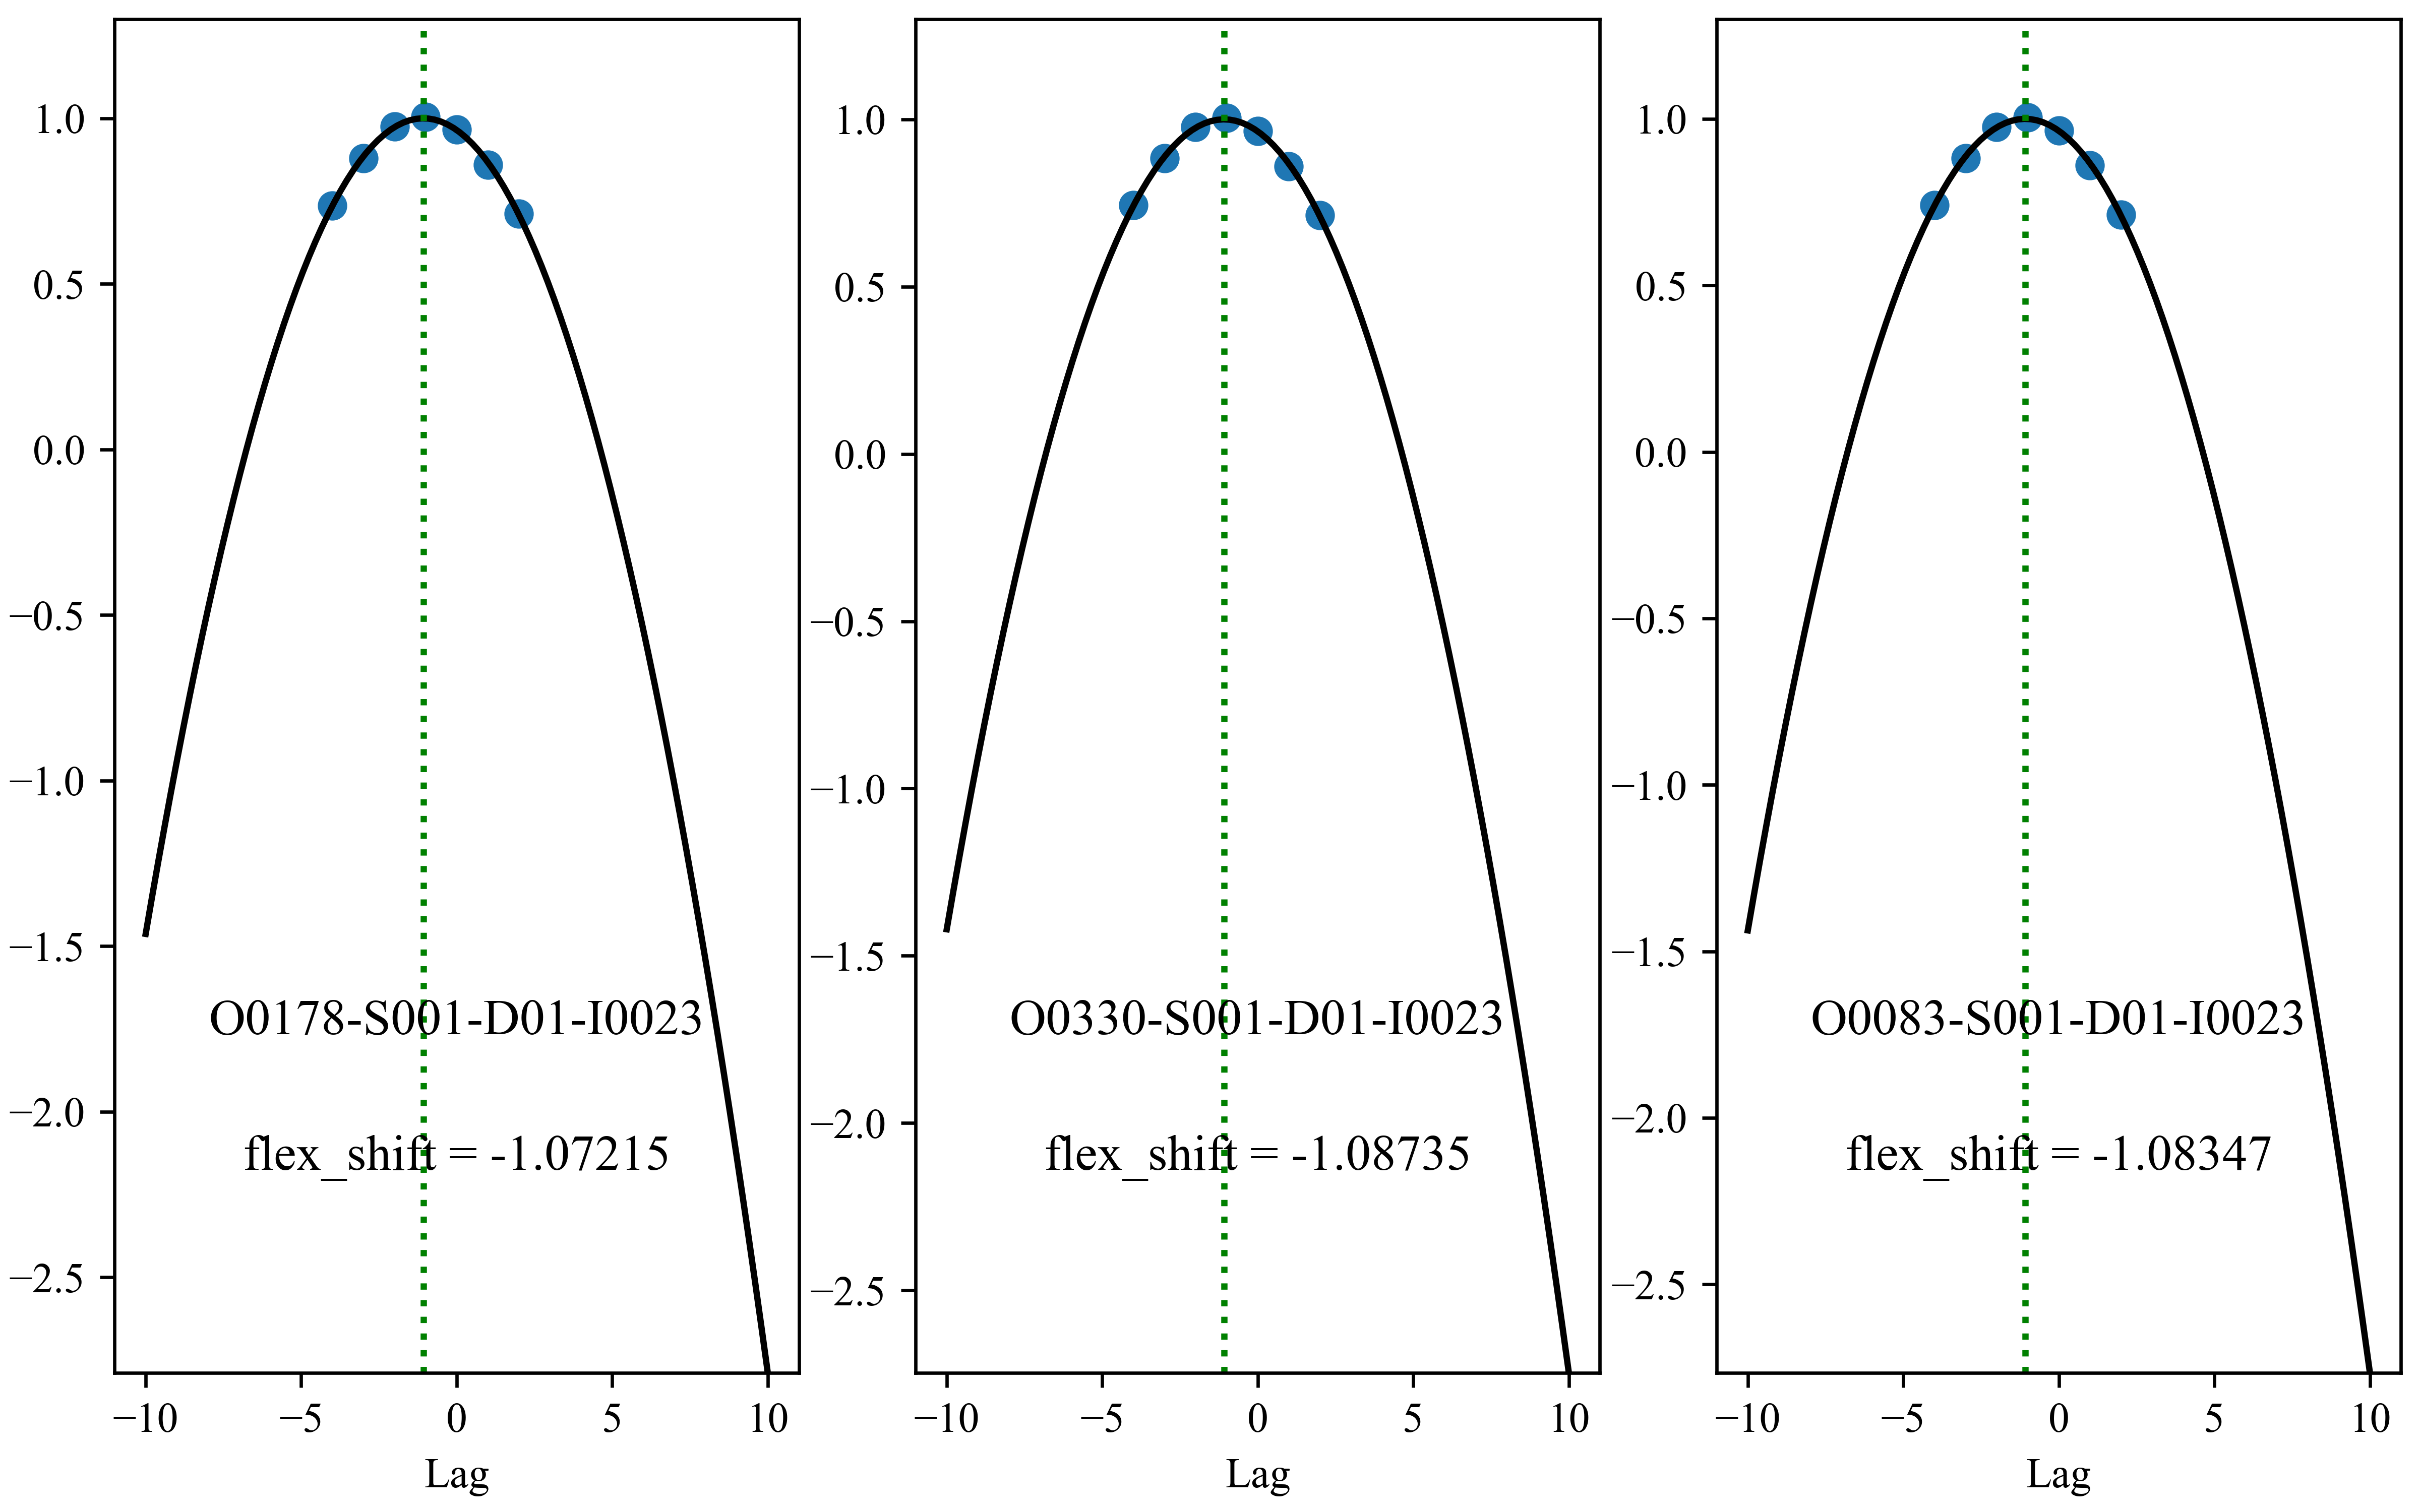 1.0
0.5
0.0
−0.5
−1.0
−1.5
−2.0
−2.5
O0178-S001-D01-I0023
flex_shift = -1.07215
−10 −5 0 5 10
Lag
1.0
0.5
0.0
−0.5
−1.0
−1.5
−2.0
−2.5
O0330-S001-D01-I0023
flex_shift = -1.08735
−10 −5 0 5 10
Lag
1.0
0.5
0.0
−0.5
−1.0
−1.5
−2.0
−2.5
O0083-S001-D01-I0023
flex_shift = -1.08347
−10 −5 0 5 10
Lag